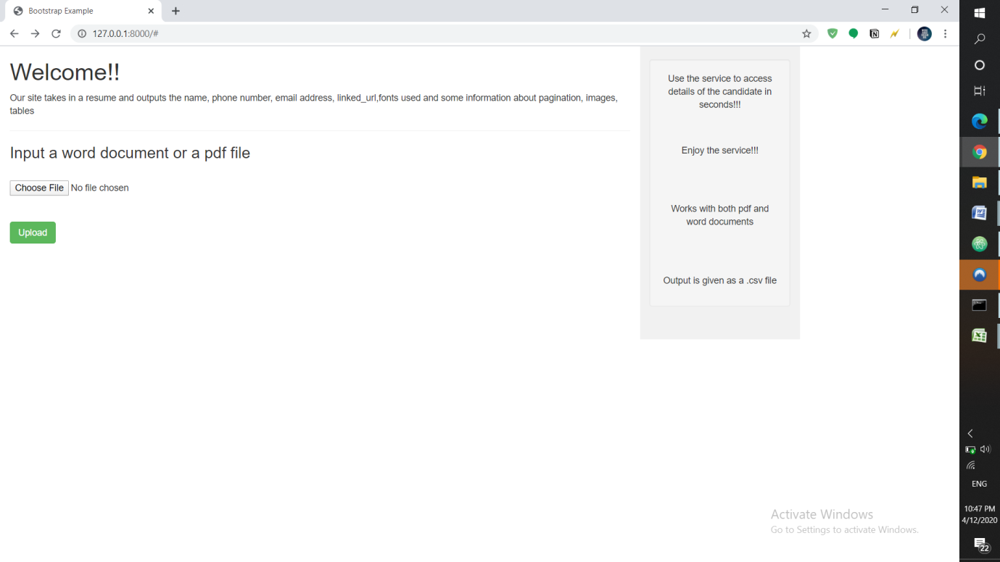 Bootstrap Example
127.0.0.1:8000/#
Welcome!!
Our site takes in a resume and outputs the name, phone number, email address, linked_url,fonts used and some information about pagination, images,
tables
Input a word document or a pdf file
Choose File No file chosen
Upload
Use the service to access
details of the candidate in
seconds!!!
Enjoy the service!!!
Works with both pdf and
word documents
Output is given as a .csv file
Activate Windows
Go to Settings to activate Windows.
ENG
10:47 PM
4/12/2020
22